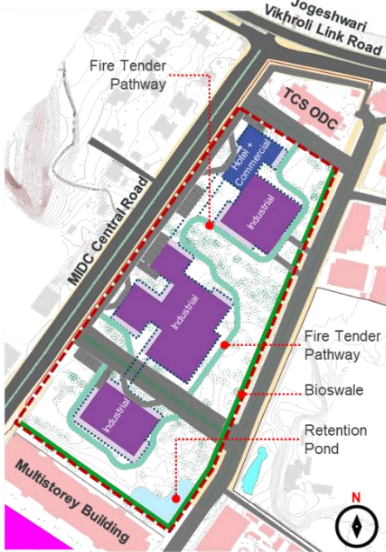 Jogeshwari
Vikhroli Link Road
Fire Tender
Pathway
TCS ODC
Hotel +
Commercial
Industrial
MIDC Central Road
Industrial
Fire Tender
Pathway
Bioswale
Industrial
Retention
Pond
Multistorey Building
N